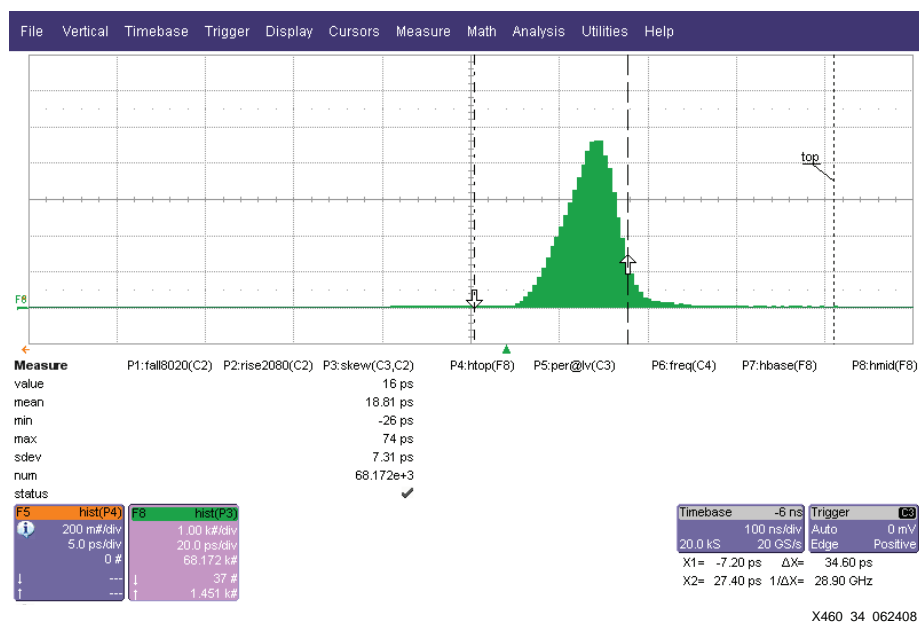 File Vertical Timebase Trigger Display Cursors Measure Math Analysis Utilities Help
top
F8
Measure P1:fall8020(C2) P2:rise2080(C2) P3:skew(C3,C2) P4:htop(F8) P5:per@lv(C3) P6:freq(C4) P7:hbase(F8) P8:hmid(F8)
value 16 ps
mean 18.81 ps
min -26 ps
max 74 ps
sdev 7.31 ps
num 68.172e+3
status ✓
F5 hist(P4) F8 hist(P3) Timebase -6 ns Trigger C3
200 m#/div 1.00 k#/div 100 ns/div Auto 0 mV
5.0 ps/div 20.0 ps/div 20.0 kS 20 GS/s Edge Positive
0 # 68.172 k#
↓ --- ↓ 37 #
↑ --- ↑ 1.451 k#
X1= -7.20 ps ΔX= 34.60 ps
X2= 27.40 ps 1/ΔX= 28.90 GHz
X460_34_062408